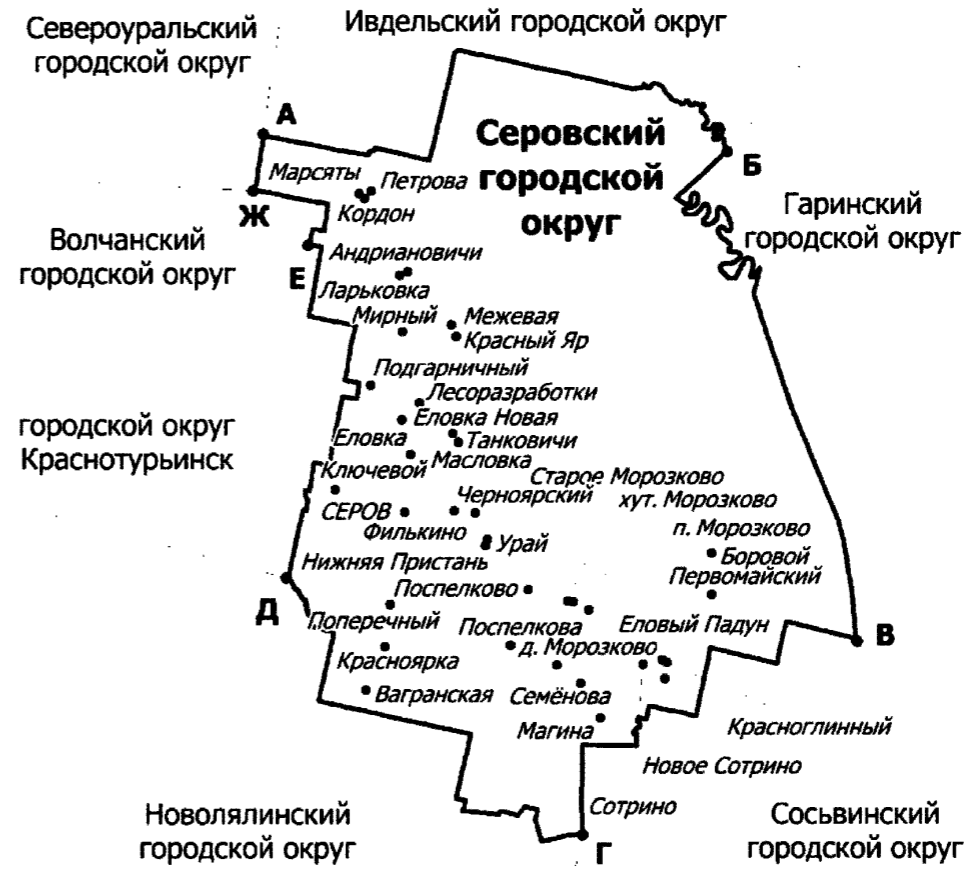 Североуральский
городской округ
Ивдельский городской округ
А
Серовский
городской
округ
Б
Марсяты
Петрова
Кордон
Ж
Гаринский
городской округ
Волчанский
городской округ
Е
Андриановичи
Ларьковка
Мирный
Межевая
Красный Яр
Подгарничный
Лесоразработки
городской округ
Краснотурьинск
Еловка Новая
Еловка
Танковичи
Масловка
Ключевой
Старое Морозково
хут. Морозково
СЕРОВ
Черноярский
Филькино
п. Морозково
Урай
Боровой
Нижняя Пристань
Первомайский
Д
Поспелково
Поперечный
Поспелкова
Еловый Падун
В
д. Морозково
Красноярка
Вагранская
Семёнова
Магина
Красноглинный
Новое Сотрино
Сотрино
Новолялинский
городской округ
Г
Сосьвинский
городской округ